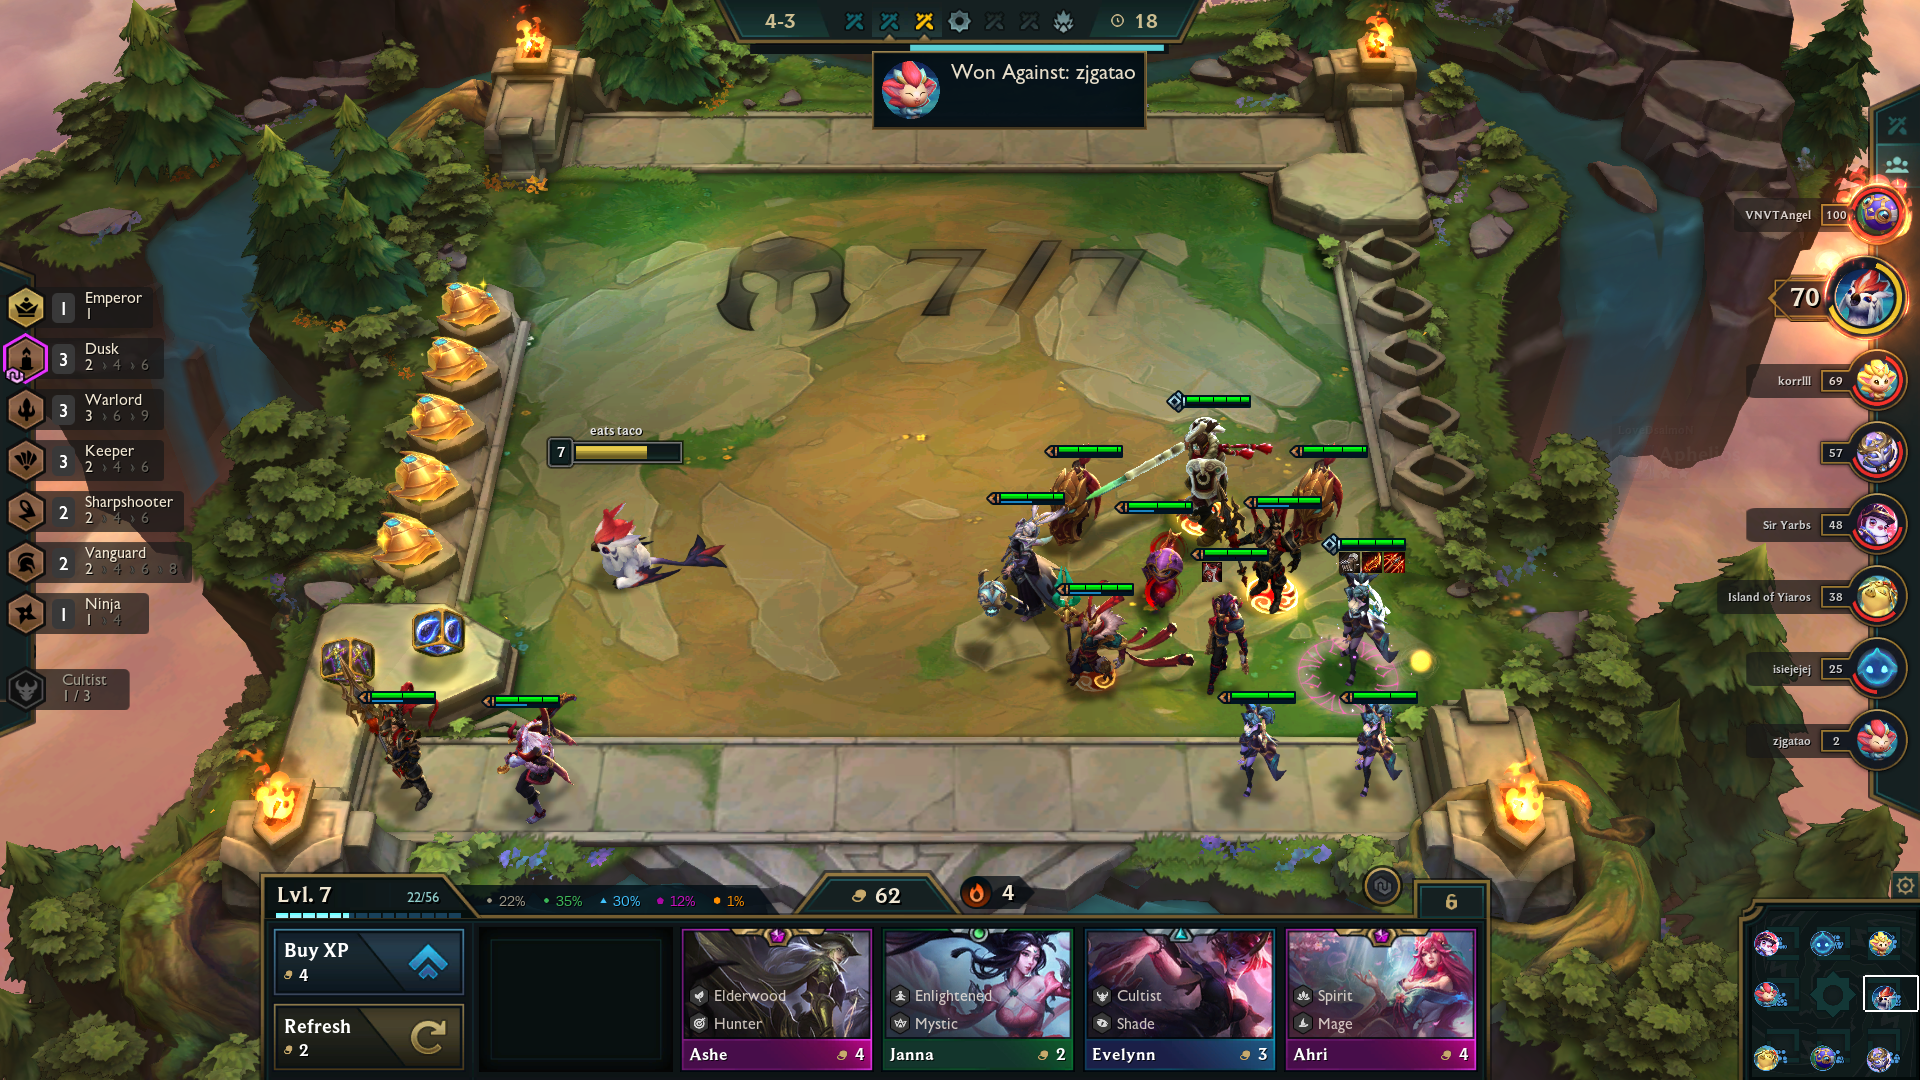 4-3
18
Won Against: zjgatao
7/7
VNVTAngel 100
70
korrlll 69
57
Sir Yarbs 48
Island of Yiaros 38
isiejejej 25
zjgatao 2
1 Emperor
1
3 Dusk
2 › 4 › 6
3 Warlord
3 › 6 › 9
3 Keeper
2 › 4 › 6
2 Sharpshooter
2 › 4 › 6
2 Vanguard
2 › 4 › 6 › 8
1 Ninja
1 › 4
Cultist
1 / 3
eats taco
7
Lvl. 7
22/56
22%
35%
30%
12%
1%
62
4
6
Buy XP
4
Refresh
2
Elderwood
Hunter
Ashe 4
Enlightened
Mystic
Janna 2
Cultist
Shade
Evelynn 3
Spirit
Mage
Ahri 4